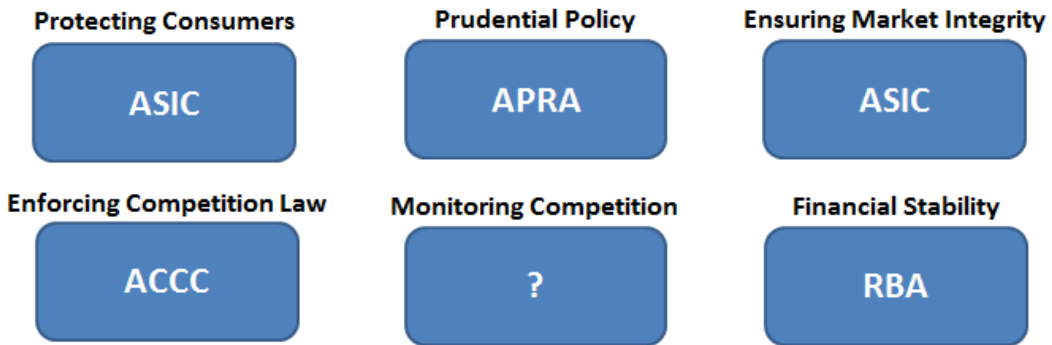 Protecting Consumers
ASIC
Prudential Policy
APRA
Ensuring Market Integrity
ASIC
Enforcing Competition Law
ACCC
Monitoring Competition
?
Financial Stability
RBA